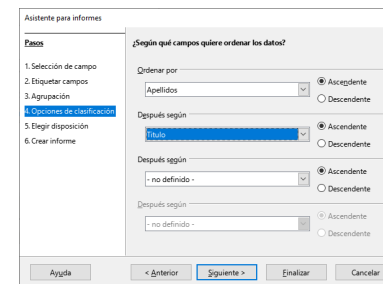 Asistente para informes
Pasos
1. Selección de campo
2. Etiquetar campos
3. Agrupación
4. Opciones de clasificación
5. Elegir disposición
6. Crear informe
¿Según qué campos quiere ordenar los datos?
Ordenar por
Apellidos
Ascendente
Descendente
Después según
Título
Ascendente
Descendente
Después según
- no definido -
Ascendente
Descendente
Después según
- no definido -
Ascendente
Descendente
Ayuda
< Anterior
Siguiente >
Finalizar
Cancelar